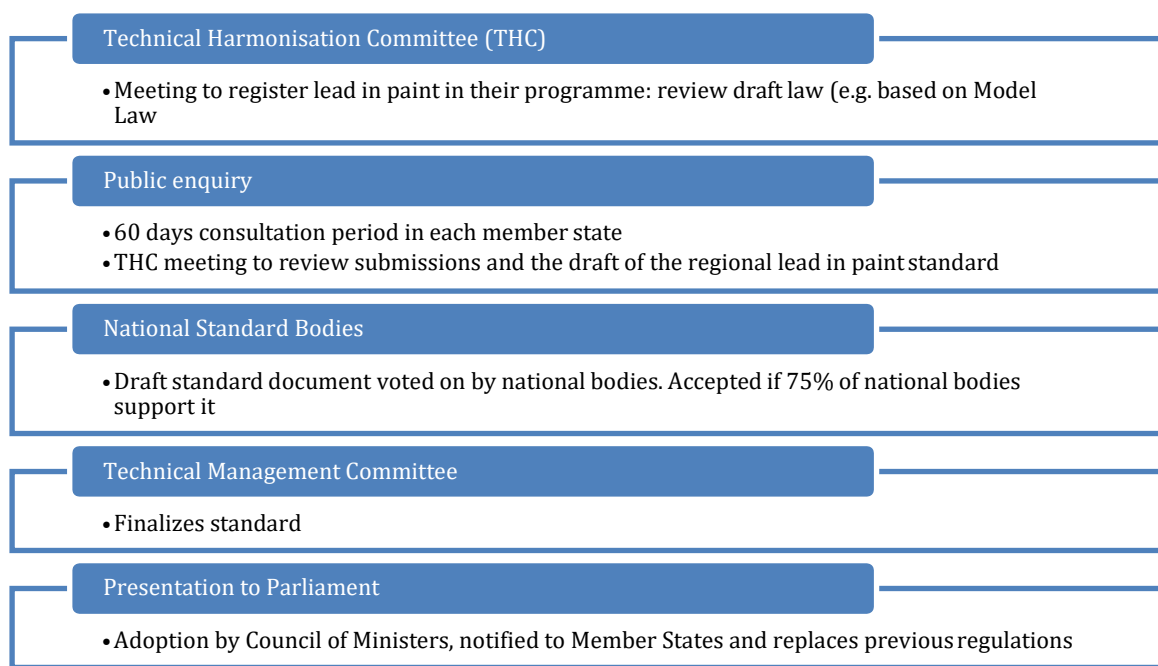 Technical Harmonisation Committee (THC)
•Meeting to register lead in paint in their programme: review draft law (e.g. based on Model
Law
Public enquiry
•60 days consultation period in each member state
•THC meeting to review submissions and the draft of the regional lead in paint standard
National Standard Bodies
•Draft standard document voted on by national bodies. Accepted if 75% of national bodies
support it
Technical Management Committee
•Finalizes standard
Presentation to Parliament
•Adoption by Council of Ministers, notified to Member States and replaces previous regulations